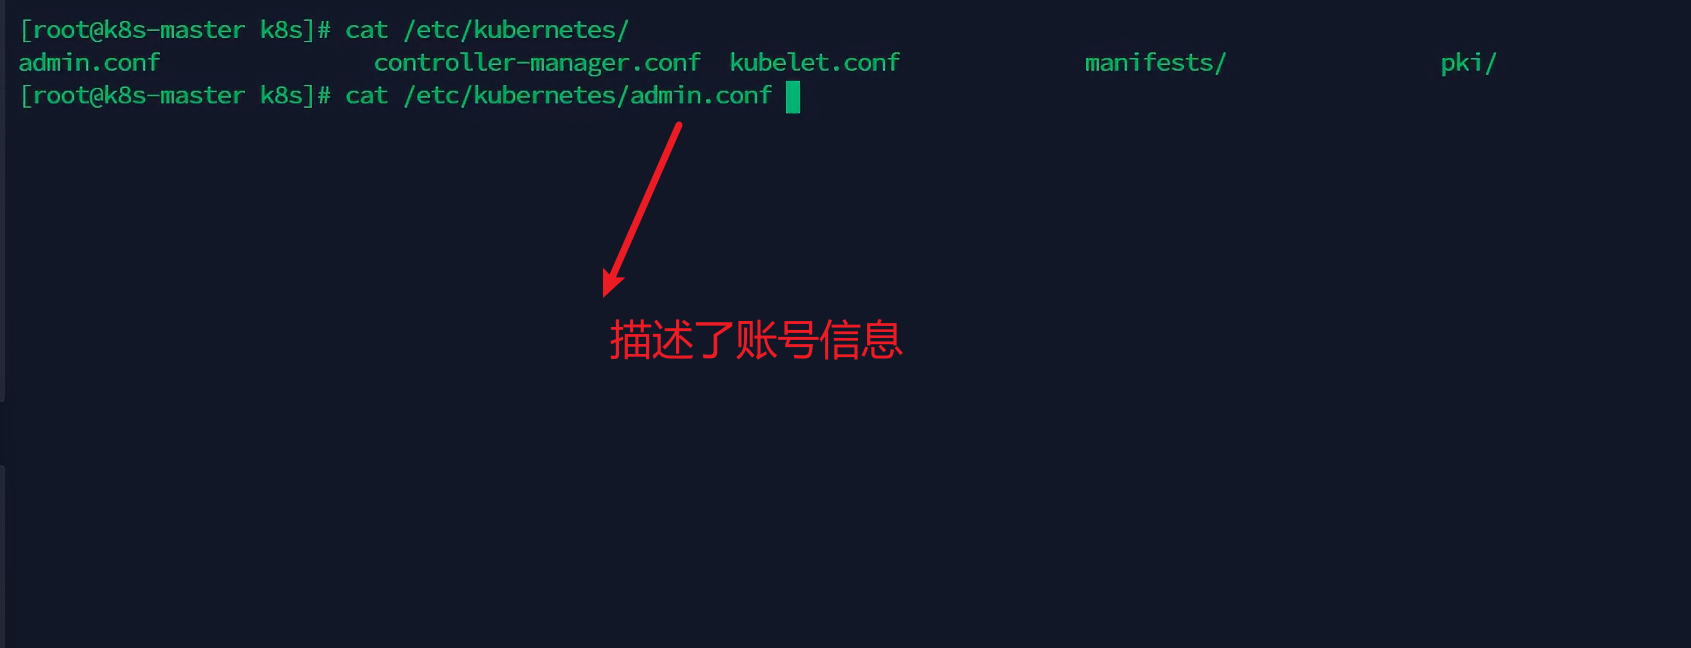 [root@k8s-master k8s]# cat /etc/kubernetes/
admin.conf controller-manager.conf kubelet.conf manifests/ pki/
[root@k8s-master k8s]# cat /etc/kubernetes/admin.conf
描述了账号信息